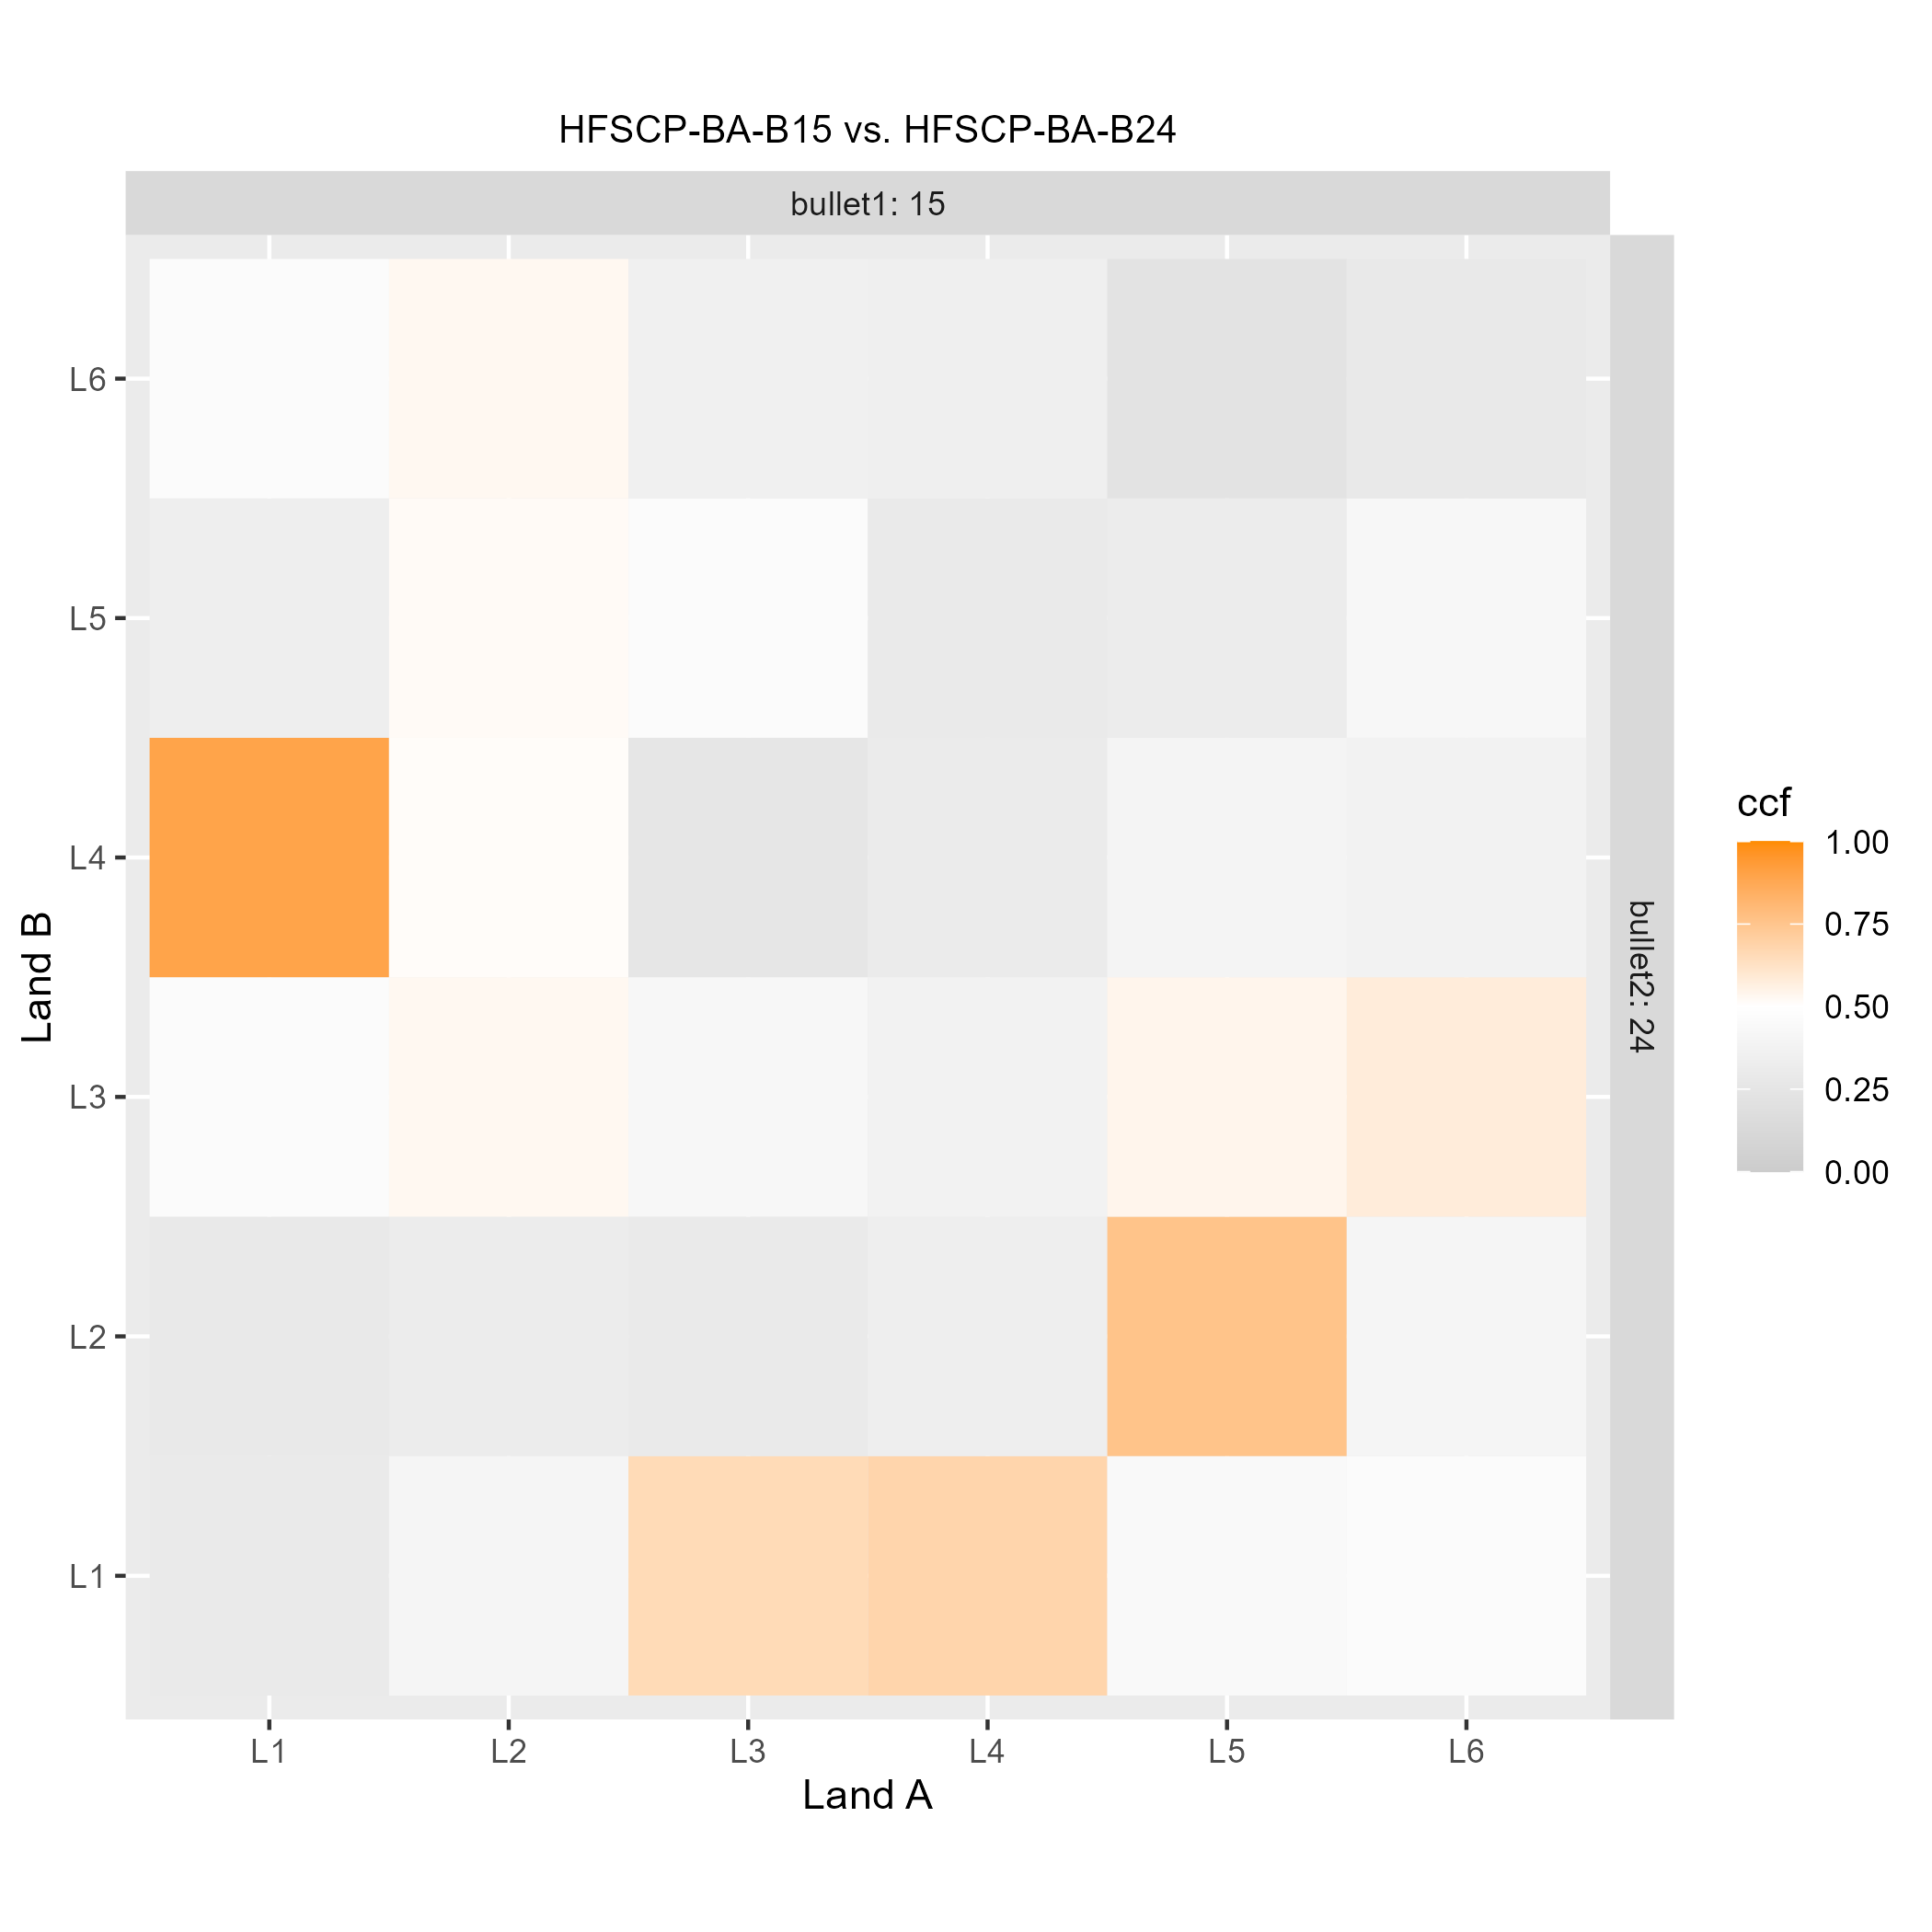 HFSCP-BA-B15 vs. HFSCP-BA-B24
bullet1: 15
L6
L5
L4
L3
L2
L1
Land B
bullet2: 24
L1 L2 L3 L4 L5 L6
Land A
ccf
1.00
0.75
0.50
0.25
0.00